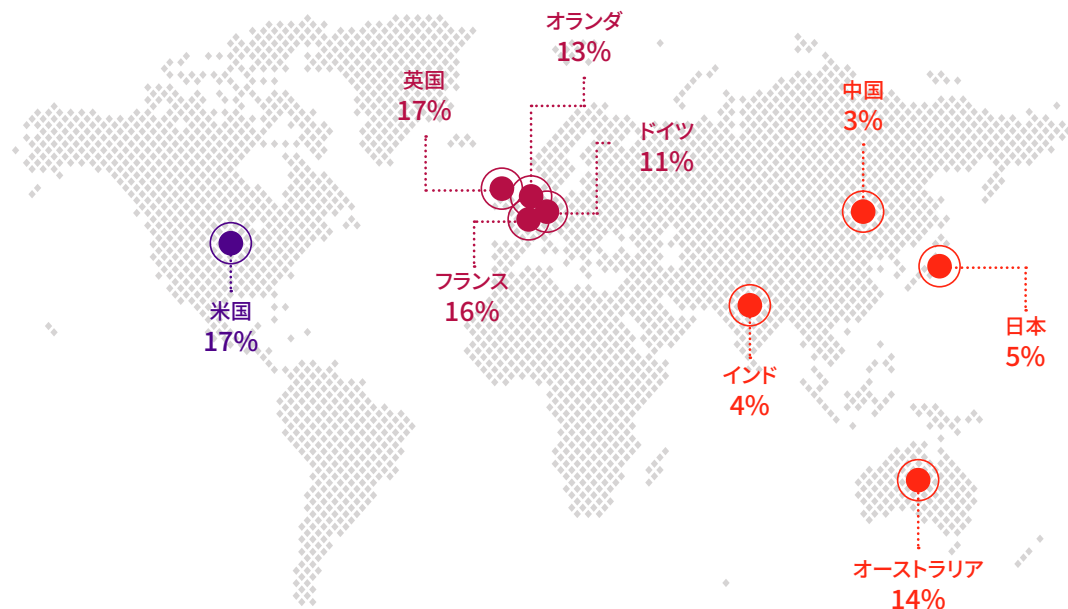 オランダ
13%
英国
17%
中国
3%
ドイツ
11%
フランス
16%
米国
17%
日本
5%
インド
4%
オーストラリア
14%